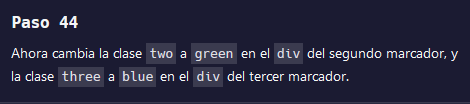 Paso 44
Ahora cambia la clase two a green en el div del segundo marcador, y
la clase three a blue en el div del tercer marcador.